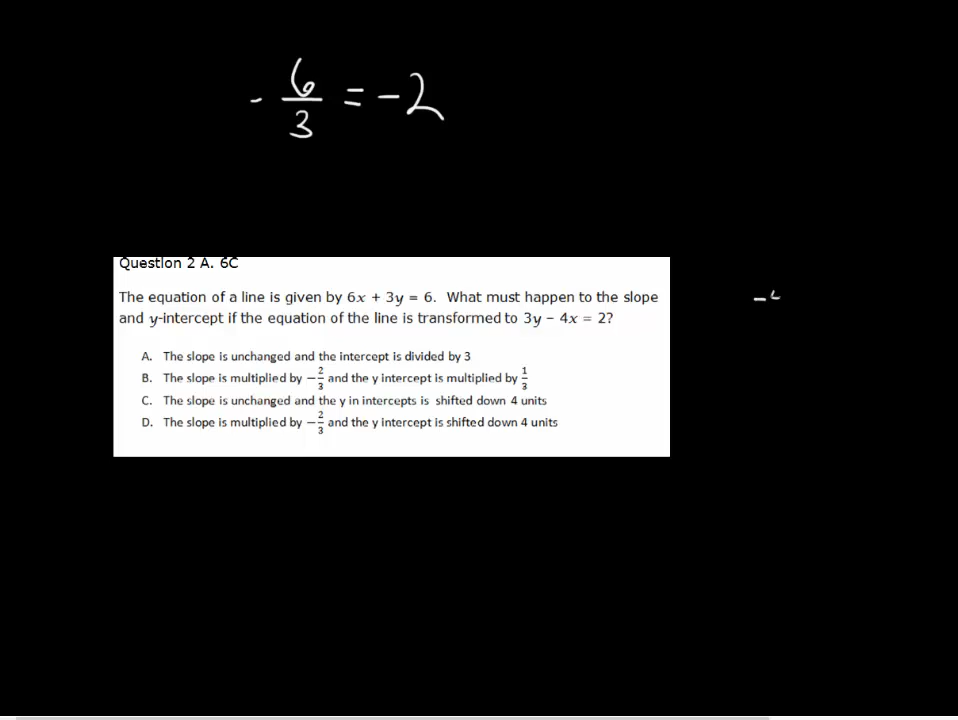 - 6/3 = -2
Question 2 A. 6C
The equation of a line is given by 6x + 3y = 6. What must happen to the slope
and y-intercept if the equation of the line is transformed to 3y − 4x = 2?
A. The slope is unchanged and the intercept is divided by 3
B. The slope is multiplied by −2/3 and the y intercept is multiplied by 1/3
C. The slope is unchanged and the y in intercepts is shifted down 4 units
D. The slope is multiplied by −2/3 and the y intercept is shifted down 4 units